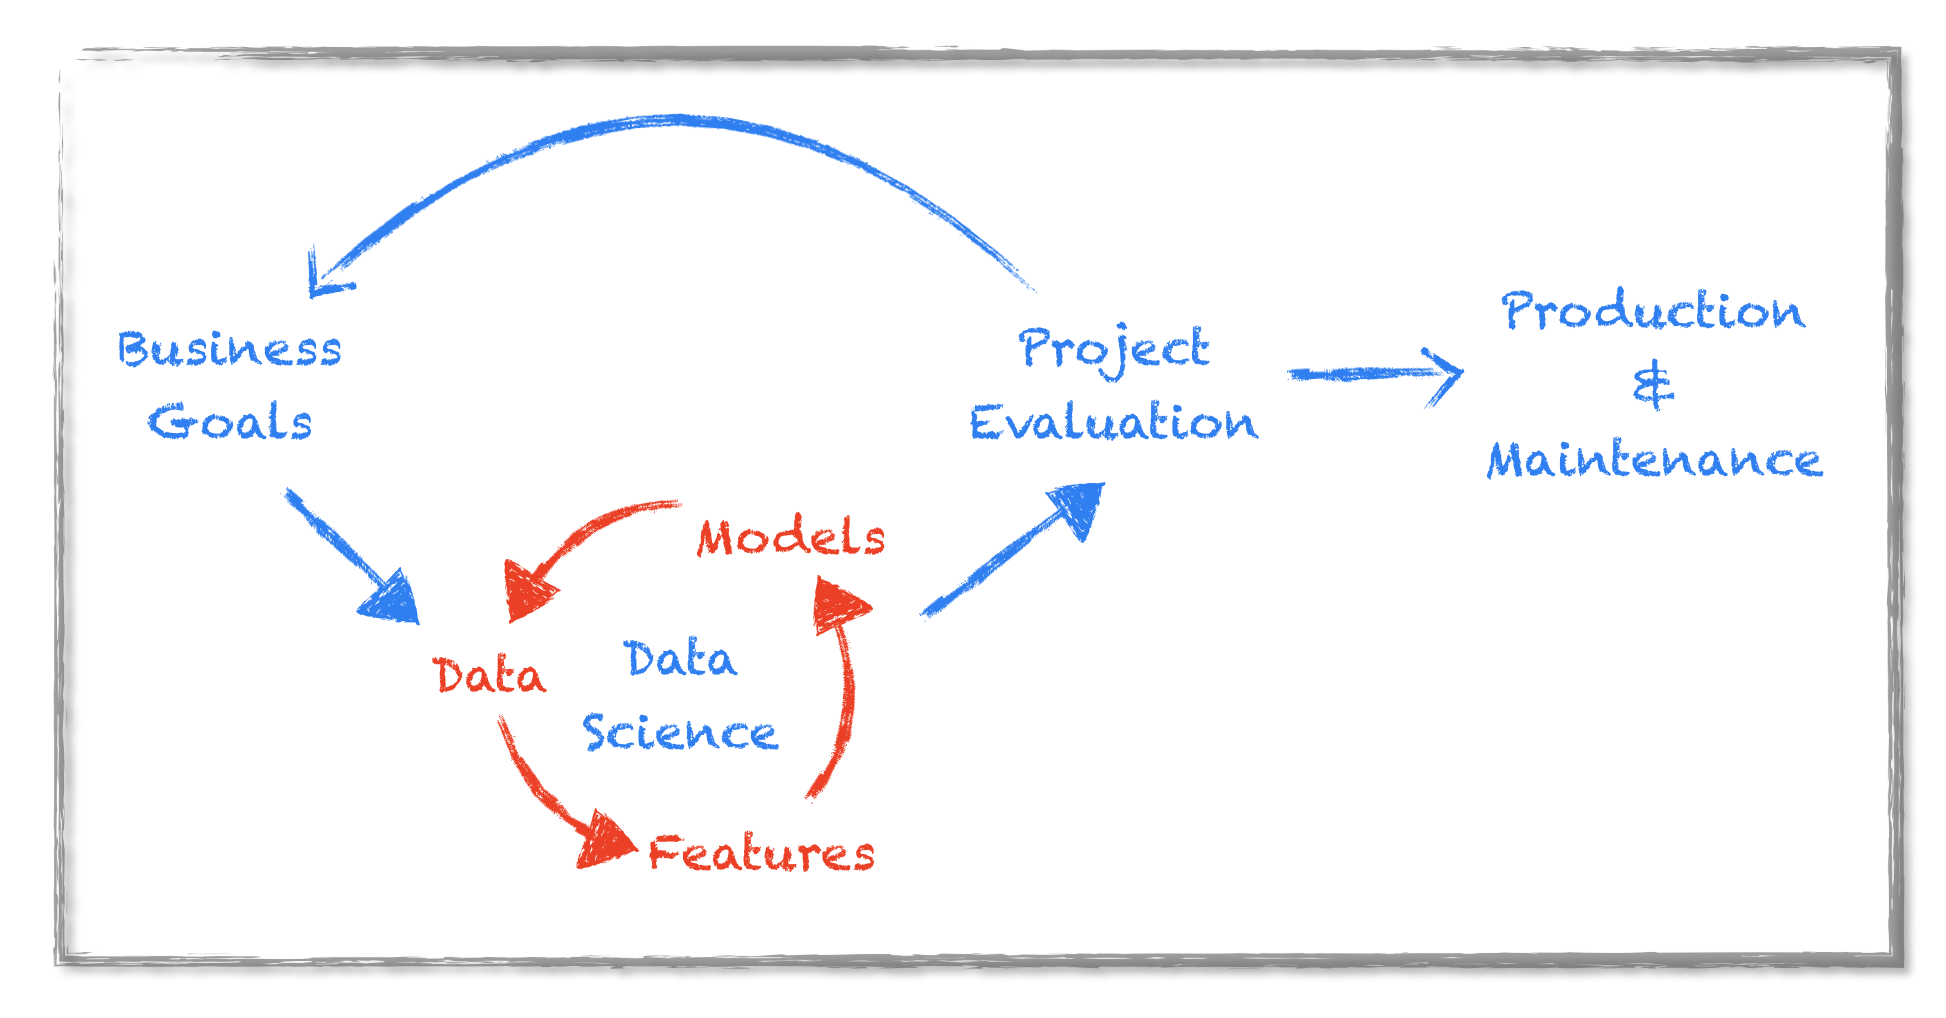 Business
Goals
Project
Evaluation
Production
&
Maintenance
Models
Data
Data
Science
Features